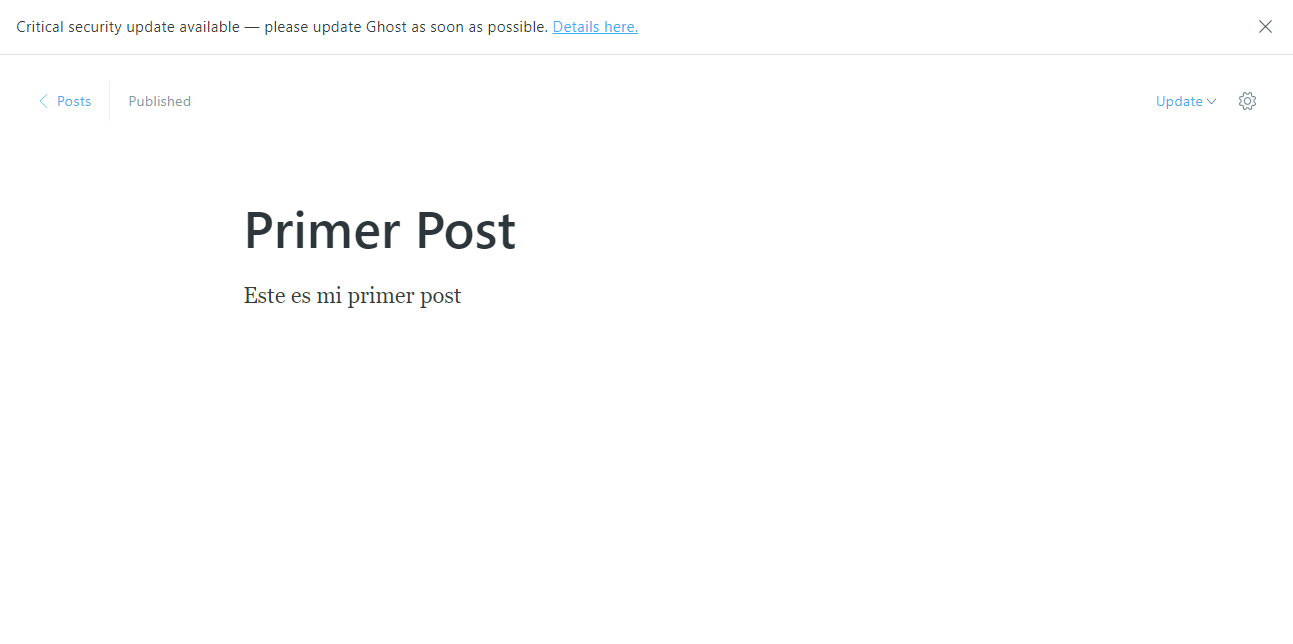 Critical security update available — please update Ghost as soon as possible. Details here.
Posts
Published
Update
Primer Post
Este es mi primer post